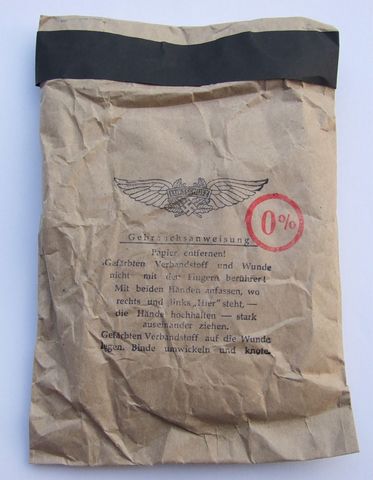 0%
Gebrauchsanweisung
Papier entfernen!
Gefärbten Verbandstoff und Wunde
nicht mit den Fingern berühren!
Mit beiden Händen anfassen, wo
rechts und links „Hier" steht, —
die Hände hochhalten — stark
auseinander ziehen.
Gefärbten Verbandstoff auf die Wunde
legen. Binde umwickeln und knote.